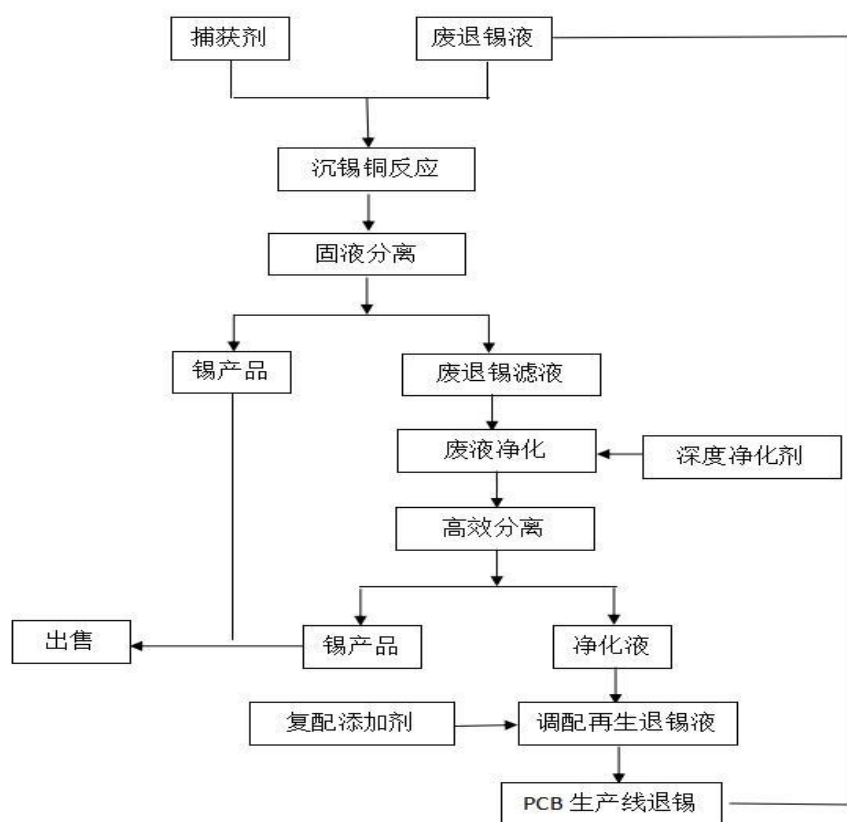 捕获剂
废退锡液
沉锡铜反应
固液分离
锡产品
废退锡滤液
废液净化
深度净化剂
高效分离
出售
锡产品
净化液
复配添加剂
调配再生退锡液
PCB 生产线退锡